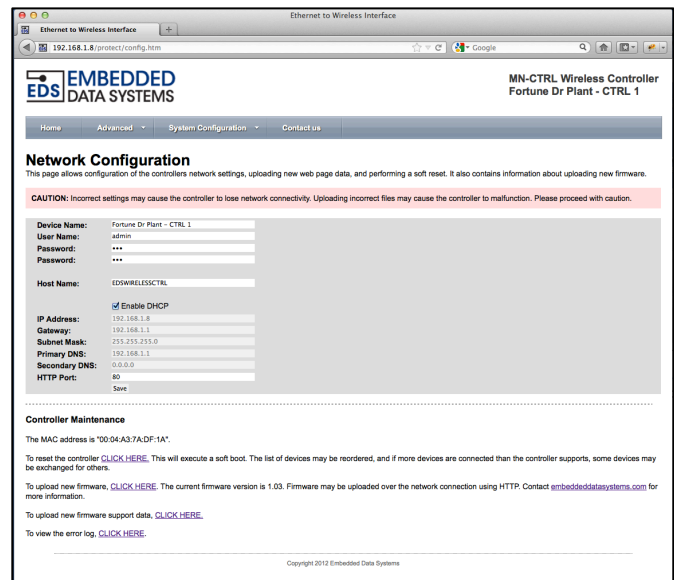 Ethernet to Wireless Interface
Ethernet to Wireless Interface +
192.168.1.8/protect/config.htm Google
EDS EMBEDDED DATA SYSTEMS
MN-CTRL Wireless Controller
Fortune Dr Plant - CTRL 1
Home Advanced System Configuration Contact us
Network Configuration
This page allows configuration of the controllers network settings, uploading new web page data, and performing a soft reset. It also contains information about uploading new firmware.
CAUTION: Incorrect settings may cause the controller to lose network connectivity. Uploading incorrect files may cause the controller to malfunction. Please proceed with caution.
Device Name: Fortune Dr Plant - CTRL 1
User Name: admin
Password: •••
Password: •••
Host Name: EDSWIRELESSCTRL
Enable DHCP
IP Address: 192.168.1.8
Gateway: 192.168.1.1
Subnet Mask: 255.255.255.0
Primary DNS: 192.168.1.1
Secondary DNS: 0.0.0.0
HTTP Port: 80
Save
Controller Maintenance
The MAC address is "00:04:A3:7A:DF:1A".
To reset the controller CLICK HERE. This will execute a soft boot. The list of devices may be reordered, and if more devices are connected than the controller supports, some devices may
be exchanged for others.
To upload new firmware, CLICK HERE. The current firmware version is 1.03. Firmware may be uploaded over the network connection using HTTP. Contact embeddeddatasystems.com for
more information.
To upload new firmware support data, CLICK HERE.
To view the error log, CLICK HERE.
Copyright 2012 Embedded Data Systems